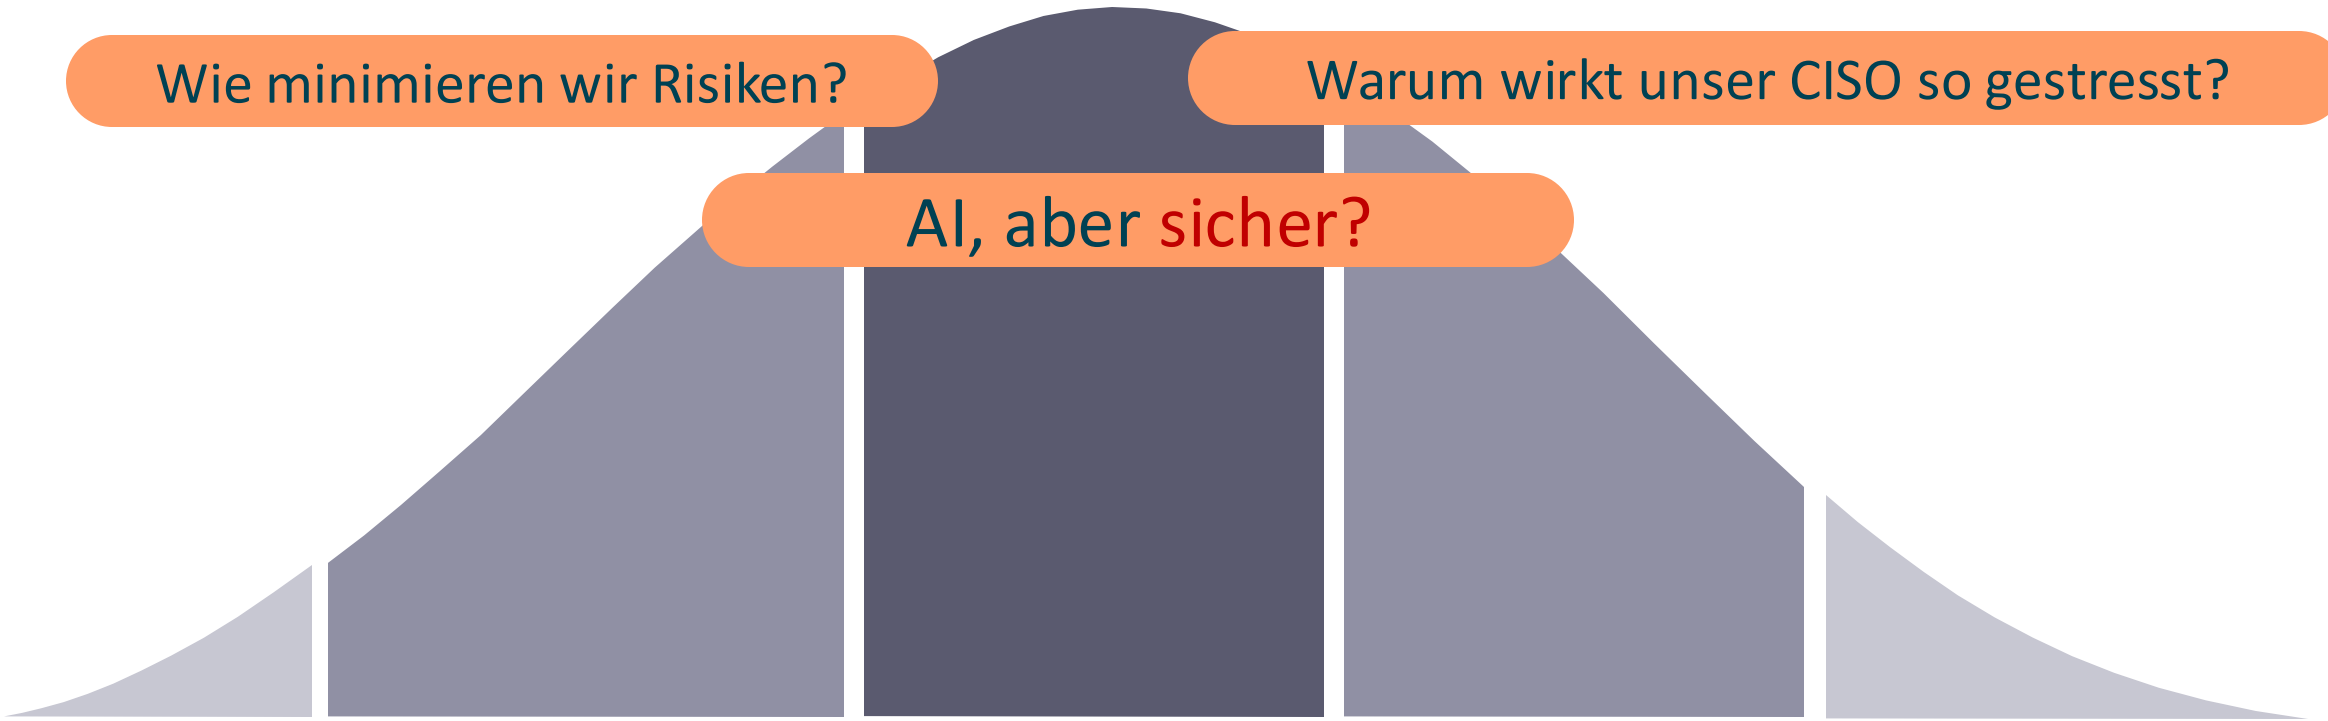 Wie minimieren wir Risiken?
Warum wirkt unser CISO so gestresst?
AI, aber sicher?